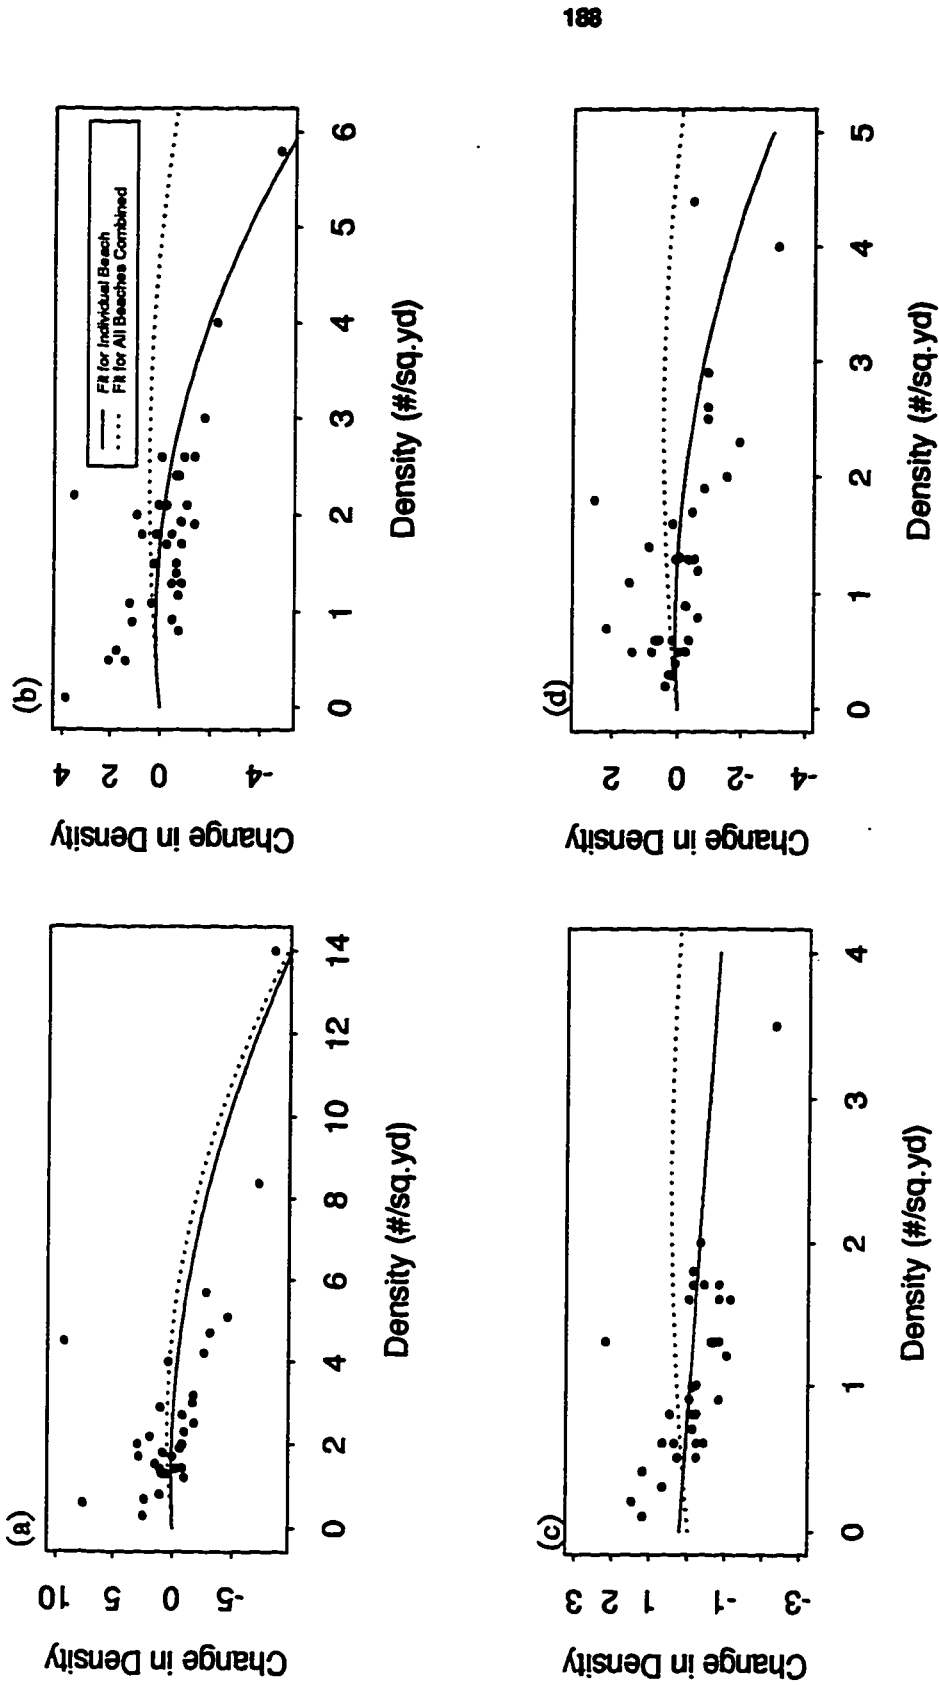 188
(a)
Change in Density
10 5 0 -5
0 2 4 6 8 10 12 14
Density (#/sq.yd)
(b)
Change in Density
4 2 0 -4
0 1 2 3 4 5 6
Density (#/sq.yd)
Fit for Individual Beach
Fit for All Beaches Combined
(c)
Change in Density
3 2 1 -1 -3
0 1 2 3 4
Density (#/sq.yd)
(d)
Change in Density
2 0 -2 -4
0 1 2 3 4 5
Density (#/sq.yd)